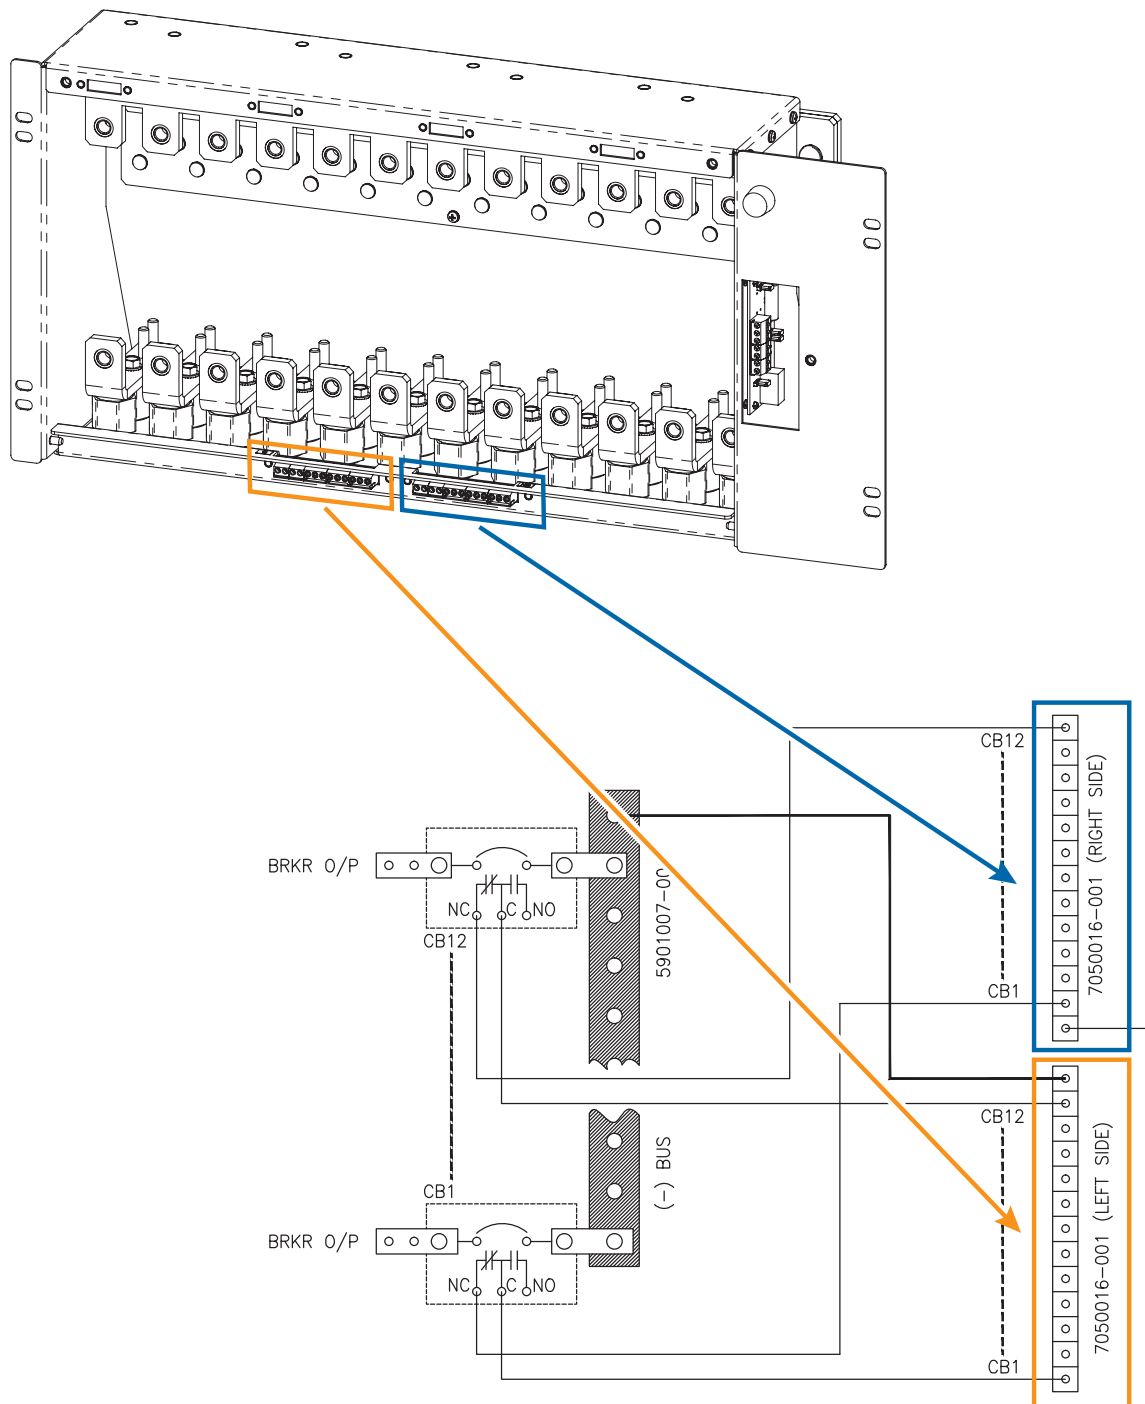 CB12
7050016-001 (RIGHT SIDE)
BRKR O/P
NC
C
NO
CB12
5901007-00
CB1
CB12
(-) BUS
CB1
BRKR O/P
NC
C
NO
7050016-001 (LEFT SIDE)
CB1